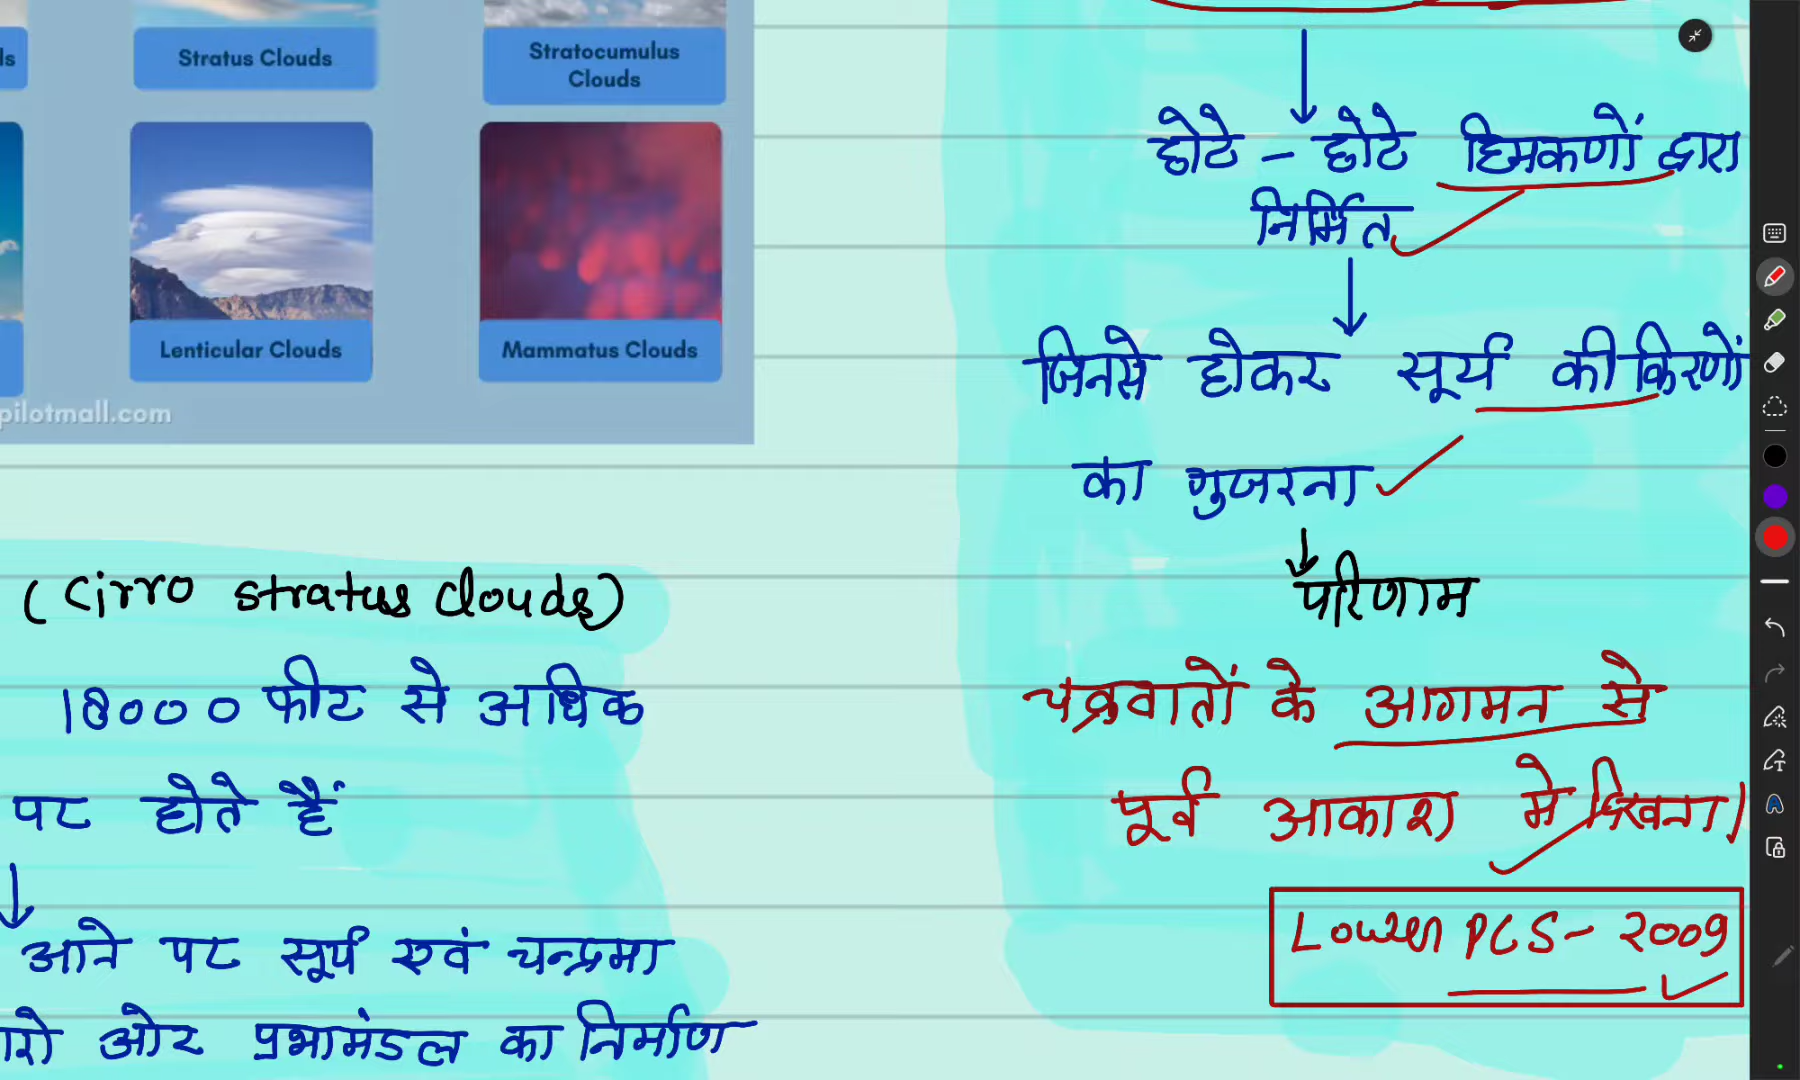 ds
Stratus Clouds
Stratocumulus
Clouds
Lenticular Clouds
Mammatus Clouds
pilotmall.com
(Cirro stratus clouds)
18000 फीट से अधिक
पर होते हैं
आने पर सूर्य एवं चन्द्रमा
ारो ओर प्रभामंडल का निर्माण
छोटे - छोटे हिमकणों द्वारा
निर्मित
जिनसे होकर सूर्य की किरणों
का गुजरना
परिणाम
चक्रवातों के आगमन से
पूर्व आकाश मे दिखना।
Lower PCS - 2009